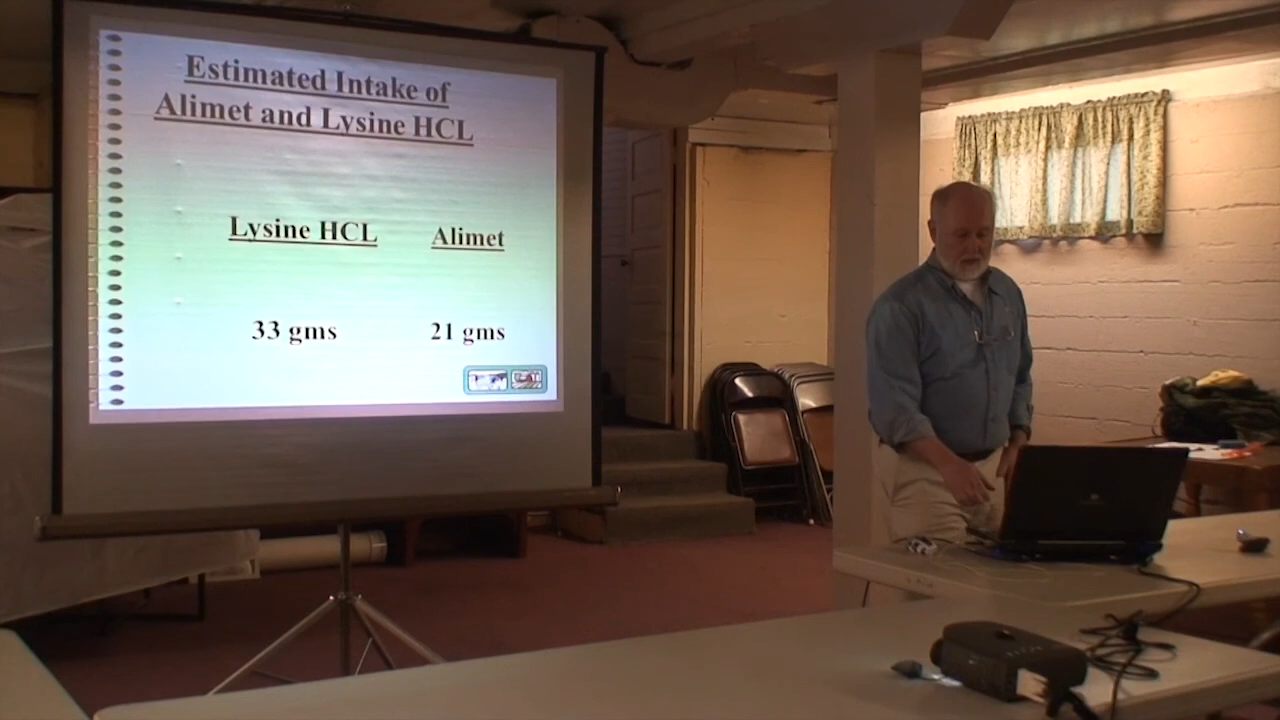 Estimated Intake of
Alimet and Lysine HCL
Lysine HCL Alimet
33 gms 21 gms